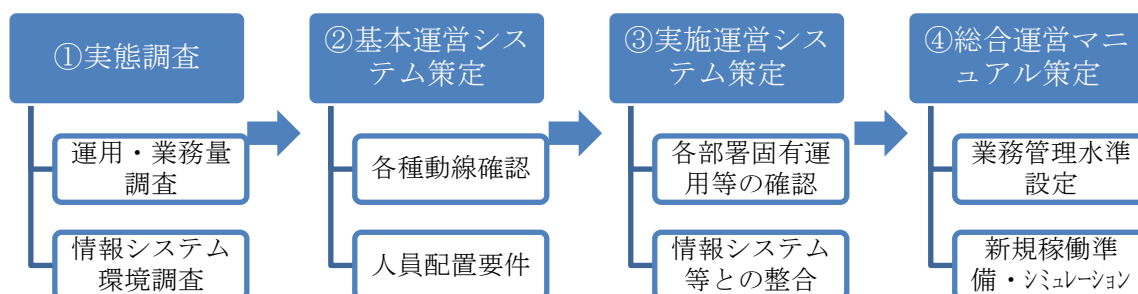 ①実態調査
運用・業務量
調査
情報システム
環境調査
②基本運営シス
テム策定
各種動線確認
人員配置要件
③実施運営シス
テム策定
各部署固有運
用等の確認
情報システム
等との整合
④総合運営マニ
ュアル策定
業務管理水準
設定
新規稼働準
備・ｼﾐｭﾚｰｼｮﾝ